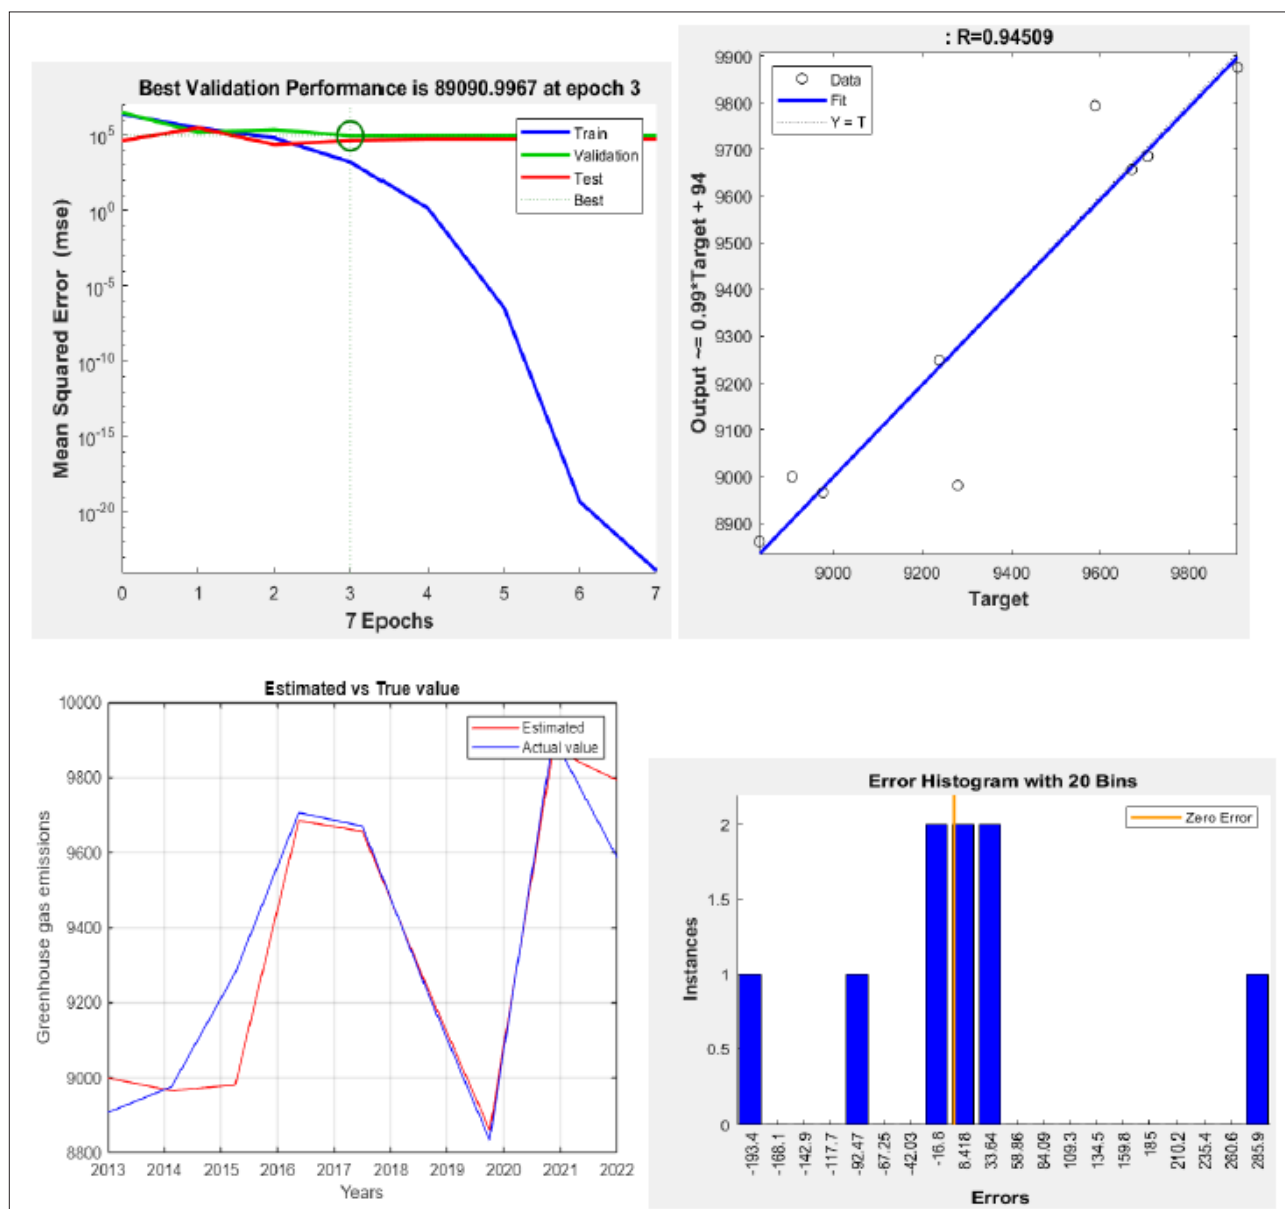 Best Validation Performance is 89090.9967 at epoch 3
Mean Squared Error (mse)
10^5
10^0
10^-5
10^-10
10^-15
10^-20
Train
Validation
Test
Best
0 1 2 3 4 5 6 7
7 Epochs
: R=0.94509
Output ~= 0.99*Target + 94
9900
9800
9700
9600
9500
9400
9300
9200
9100
9000
8900
Data
Fit
Y = T
9000 9200 9400 9600 9800
Target
Estimated vs True value
Greenhouse gas emissions
10000
9800
9600
9400
9200
9000
8800
Estimated
Actual value
2013 2014 2015 2016 2017 2018 2019 2020 2021 2022
Years
Error Histogram with 20 Bins
Instances
2
1.5
1
0.5
0
Zero Error
-193.4 -168.1 -142.9 -117.7 -92.47 -67.25 -42.03 -16.8 8.418 33.64 58.86 84.09 109.3 134.5 159.8 185 210.2 235.4 260.6 285.9
Errors